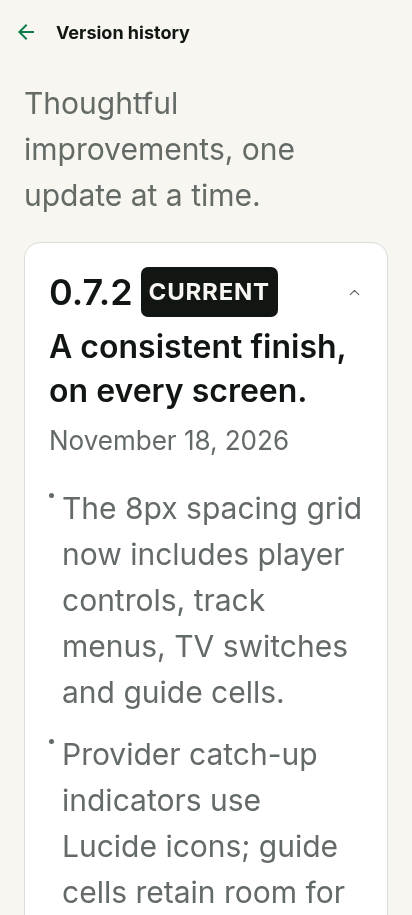 Version history
Thoughtful
improvements, one
update at a time.
0.7.2 CURRENT
A consistent finish,
on every screen.
November 18, 2026
• The 8px spacing grid
now includes player
controls, track
menus, TV switches
and guide cells.
• Provider catch-up
indicators use
Lucide icons; guide
cells retain room for